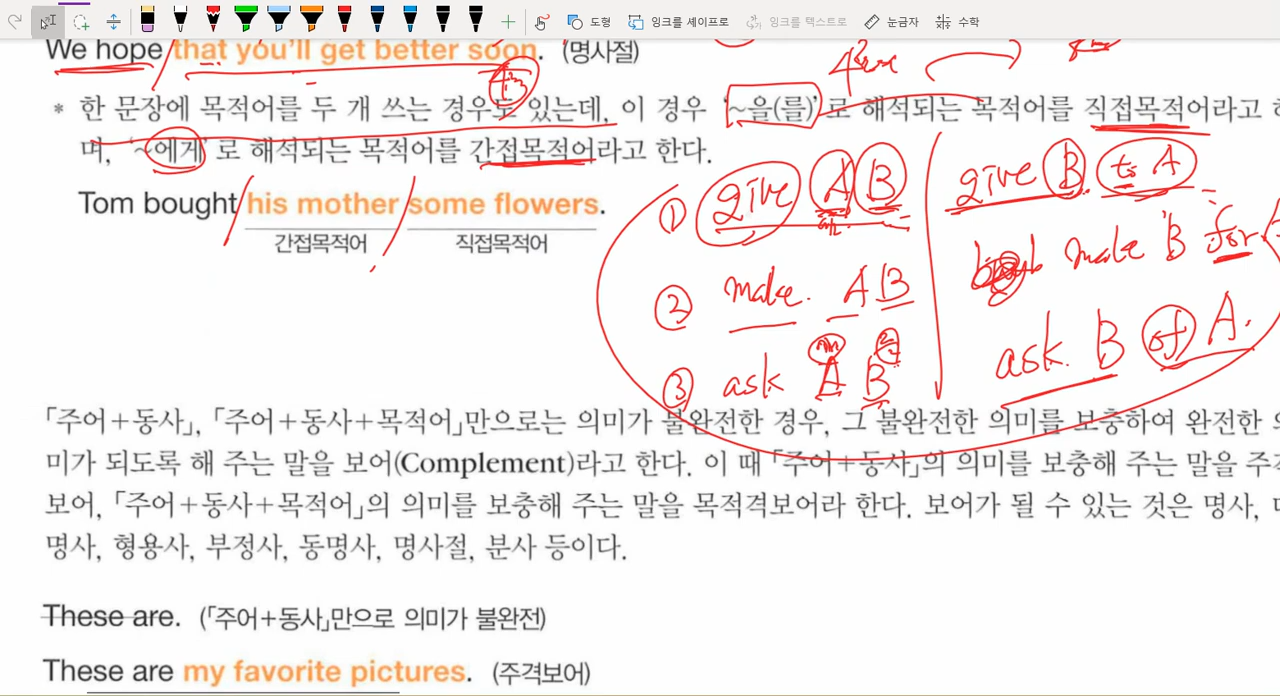 도형 잉크를 셰이프로 잉크를 텍스트로 눈금자 수학
We hope that you'll get better soon. (명사절)
4형식
* 한 문장에 목적어를 두 개 쓰는 경우도 있는데, 이 경우 '~을(를)'로 해석되는 목적어를 직접목적어라고 하
며, '~에게'로 해석되는 목적어를 간접목적어라고 한다.
Tom bought his mother some flowers.
간접목적어 직접목적어
① give A B
give B to A
② make A B
make B for
③ ask A B
ask B of A.
「주어+동사」, 「주어+동사+목적어」만으로는 의미가 불완전한 경우, 그 불완전한 의미를 보충하여 완전한 의
미가 되도록 해 주는 말을 보어(Complement)라고 한다. 이 때 「주어+동사」의 의미를 보충해 주는 말을 주격
보어, 「주어+동사+목적어」의 의미를 보충해 주는 말을 목적격보어라 한다. 보어가 될 수 있는 것은 명사, 대
명사, 형용사, 부정사, 동명사, 명사절, 분사 등이다.
These are. (「주어+동사」만으로 의미가 불완전)
These are my favorite pictures. (주격보어)